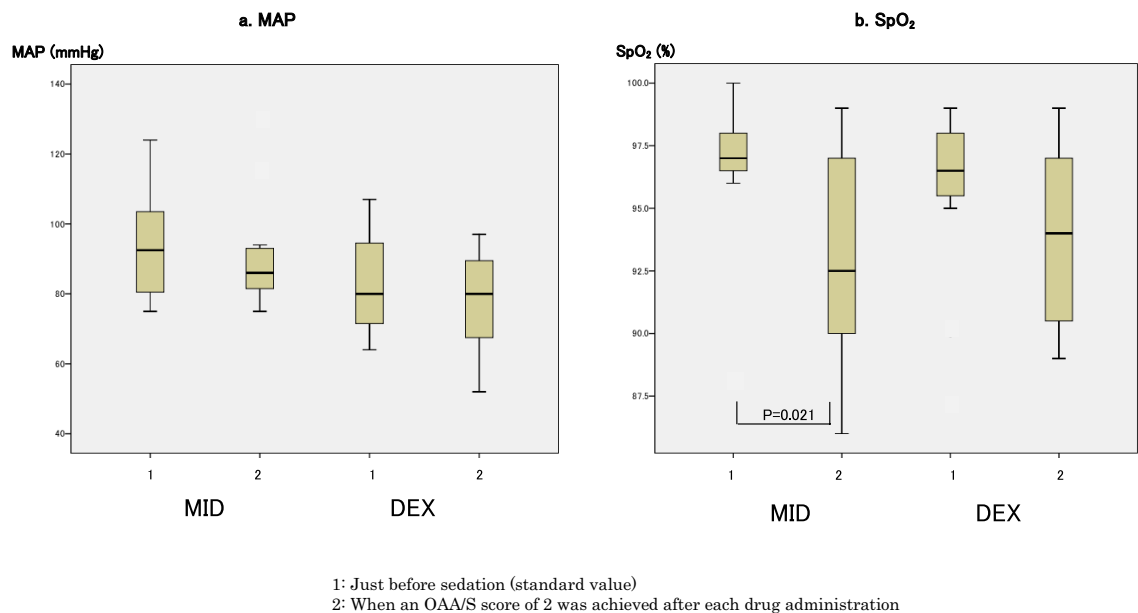 a. MAP
b. SpO₂
MAP (mmHg)
SpO₂ (%)
140
120
100
80
60
40
1
2
1
2
MID
DEX
100.0
97.5
95.0
92.5
90.0
87.5
P=0.021
1
2
1
2
MID
DEX
1: Just before sedation (standard value)
2: When an OAA/S score of 2 was achieved after each drug administration